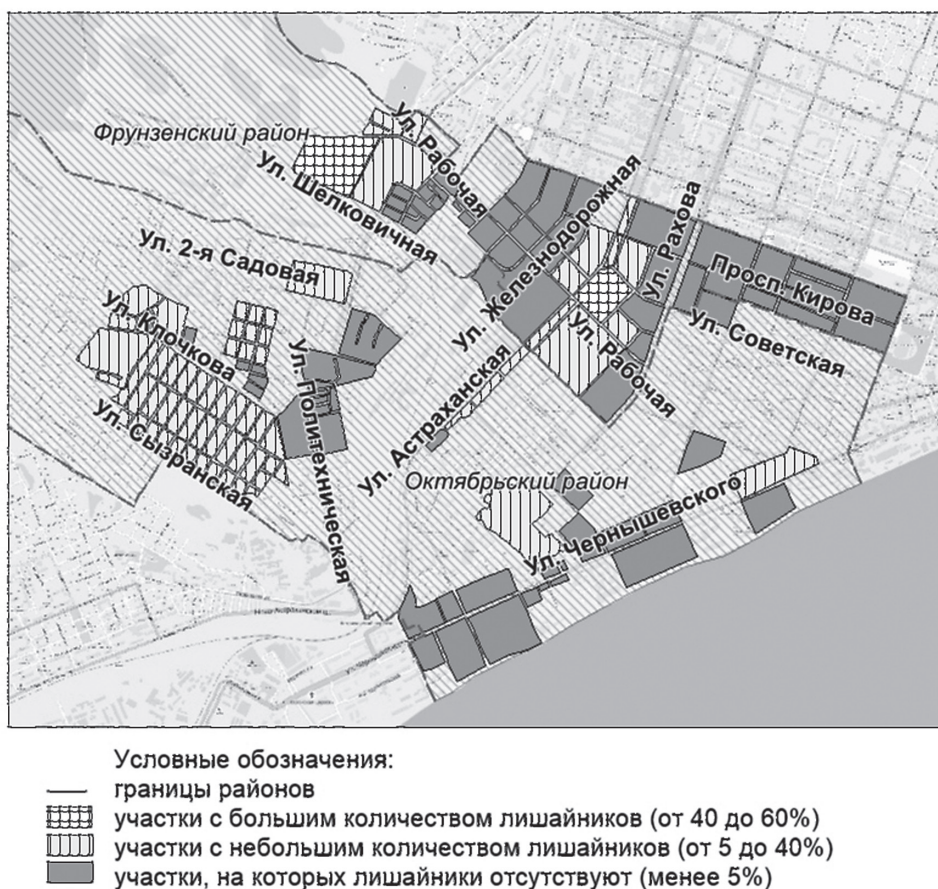 Фрунзенский район
Ул. Рабочая
Ул. Шелковичная
Ул. Железнодорожная
Ул. Рахова
Просп. Кирова
Ул. 2-я Садовая
Ул. Клочкова
Ул. Советская
Ул. Рабочая
Ул. Политехническая
Ул. Астраханская
Ул. Сызранская
Октябрьский район
Ул. Чернышевского
Условные обозначения:
границы районов
участки с большим количеством лишайников (от 40 до 60%)
участки с небольшим количеством лишайников (от 5 до 40%)
участки, на которых лишайники отсутствуют (менее 5%)